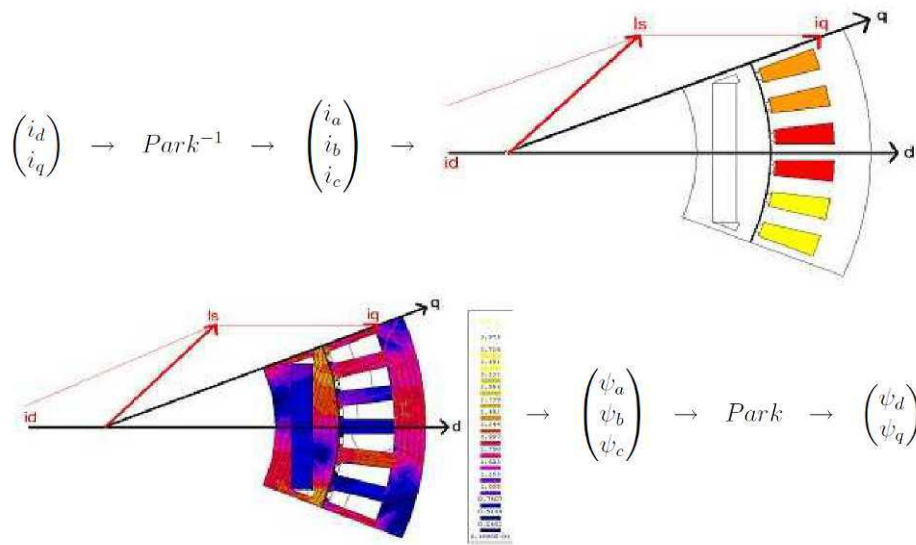 Is
iq
q
(i_d i_q) → Park^{-1} → (i_a i_b i_c) →
id
d
Is
iq
q
id
d
→ (ψ_a ψ_b ψ_c) → Park → (ψ_d ψ_q)